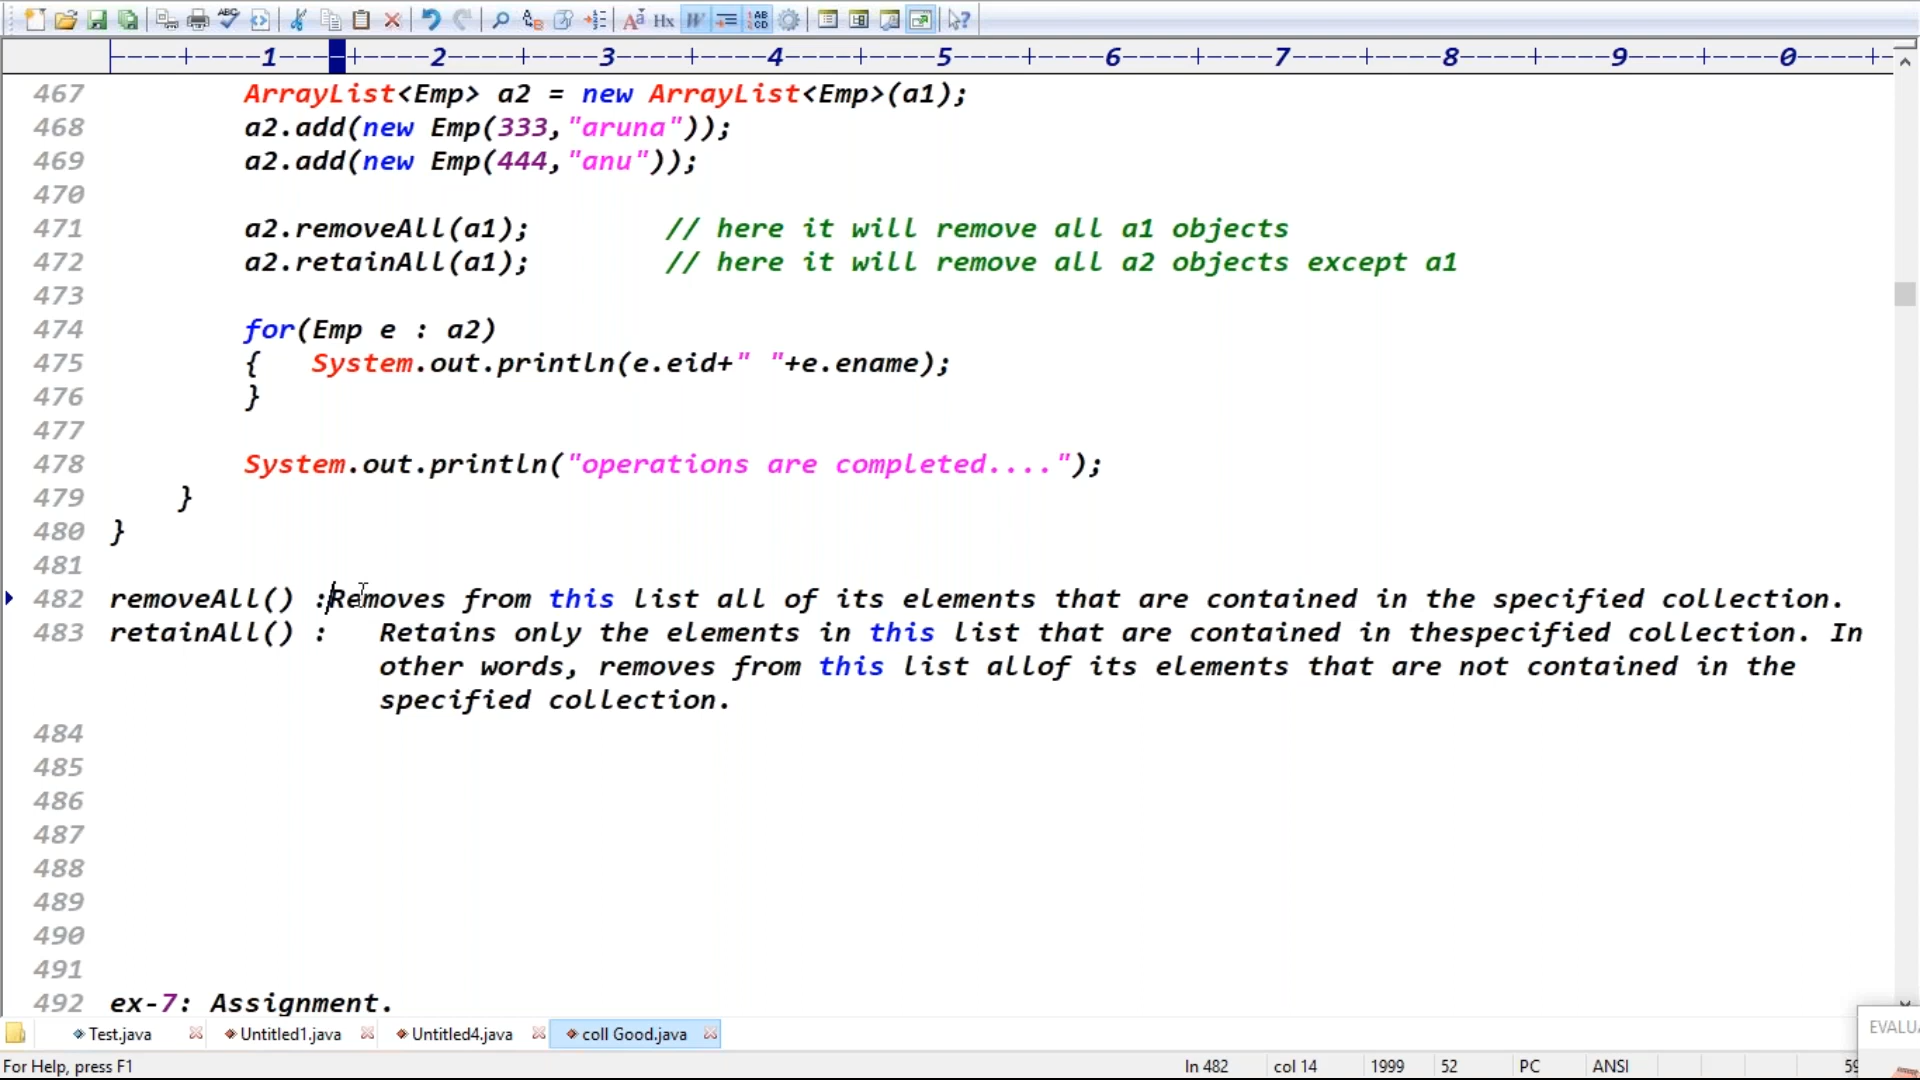 |----+----1----+----2----+----3----+----4----+----5----+----6----+----7----+----8----+----9----+----0----+-
467 ArrayList<Emp> a2 = new ArrayList<Emp>(a1);
468 a2.add(new Emp(333,"aruna"));
469 a2.add(new Emp(444,"anu"));
470
471 a2.removeAll(a1); // here it will remove all a1 objects
472 a2.retainAll(a1); // here it will remove all a2 objects except a1
473
474 for(Emp e : a2)
475 { System.out.println(e.eid+" "+e.ename);
476 }
477
478 System.out.println("operations are completed....");
479 }
480 }
481
482 removeAll() :Removes from this list all of its elements that are contained in the specified collection.
483 retainAll() : Retains only the elements in this list that are contained in thespecified collection. In
other words, removes from this list allof its elements that are not contained in the
specified collection.
484
485
486
487
488
489
490
491
492 ex-7: Assignment.
Test.java Untitled1.java Untitled4.java coll Good.java
EVALUA
For Help, press F1 ln 482 col 14 1999 52 PC ANSI